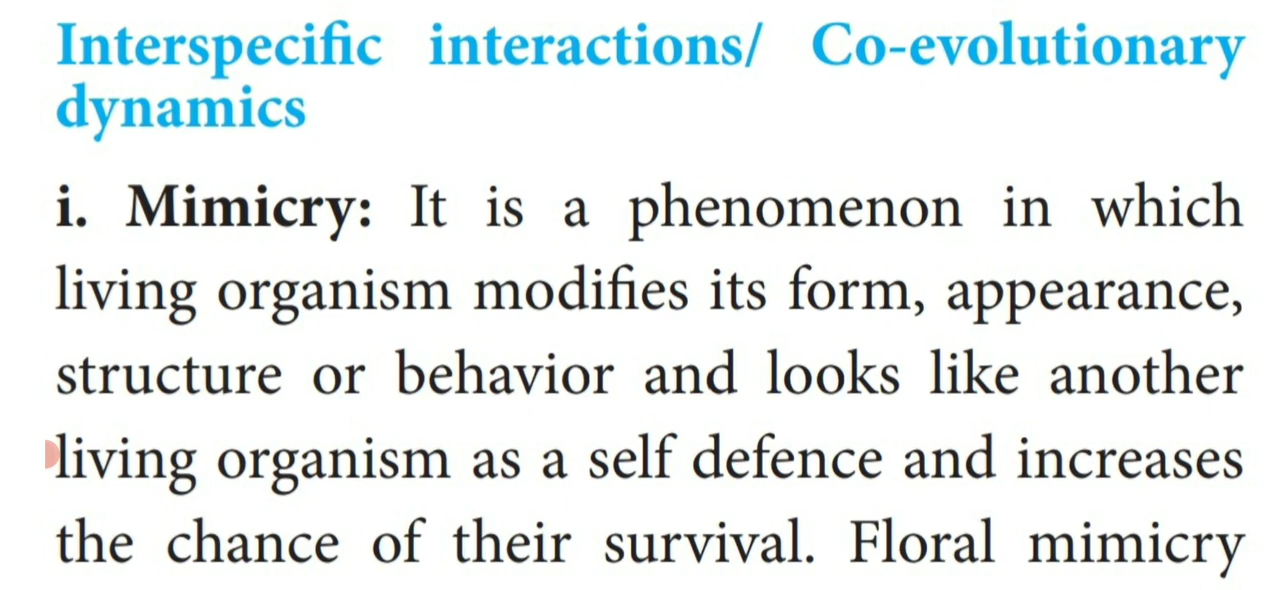 Interspecific interactions/ Co-evolutionary
dynamics
i. Mimicry: It is a phenomenon in which
living organism modifies its form, appearance,
structure or behavior and looks like another
living organism as a self defence and increases
the chance of their survival. Floral mimicry